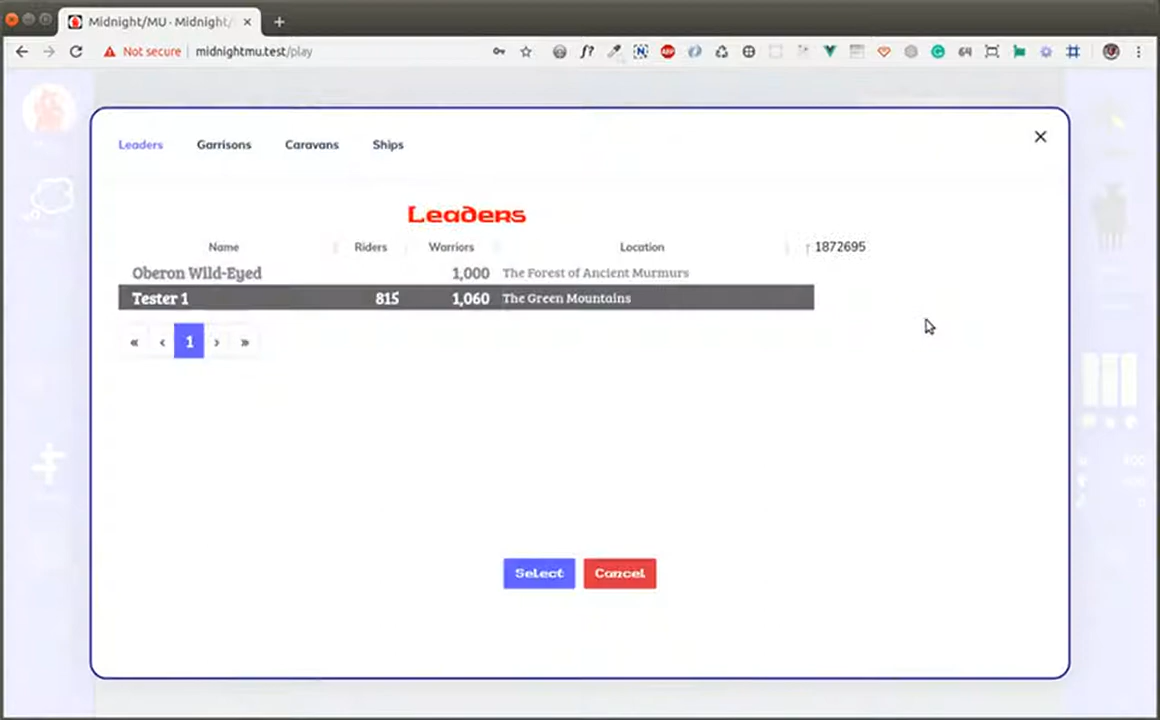 Midnight/MU · Midnight/
Not secure midnightmu.test/play
Leaders Garrisons Caravans Ships
Leaders
Name Riders Warriors Location 1872695
Oberon Wild-Eyed 1,000 The Forest of Ancient Murmurs
Tester 1 815 1,060 The Green Mountains
« ‹ 1 › »
Select Cancel